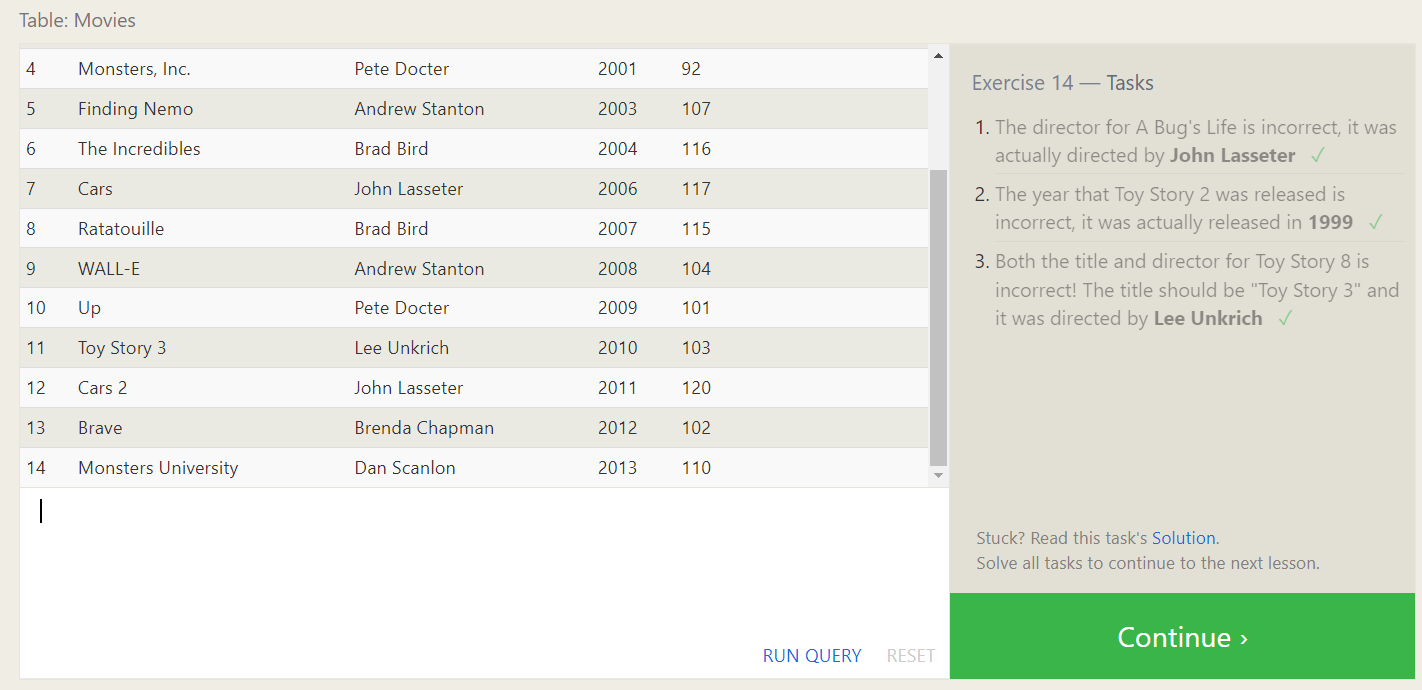 Table: Movies
4 Monsters, Inc. Pete Docter 2001 92
5 Finding Nemo Andrew Stanton 2003 107
6 The Incredibles Brad Bird 2004 116
7 Cars John Lasseter 2006 117
8 Ratatouille Brad Bird 2007 115
9 WALL-E Andrew Stanton 2008 104
10 Up Pete Docter 2009 101
11 Toy Story 3 Lee Unkrich 2010 103
12 Cars 2 John Lasseter 2011 120
13 Brave Brenda Chapman 2012 102
14 Monsters University Dan Scanlon 2013 110
RUN QUERY RESET
Exercise 14 — Tasks
1. The director for A Bug's Life is incorrect, it was
actually directed by John Lasseter ✓
2. The year that Toy Story 2 was released is
incorrect, it was actually released in 1999 ✓
3. Both the title and director for Toy Story 8 is
incorrect! The title should be "Toy Story 3" and
it was directed by Lee Unkrich ✓
Stuck? Read this task's Solution.
Solve all tasks to continue to the next lesson.
Continue ›